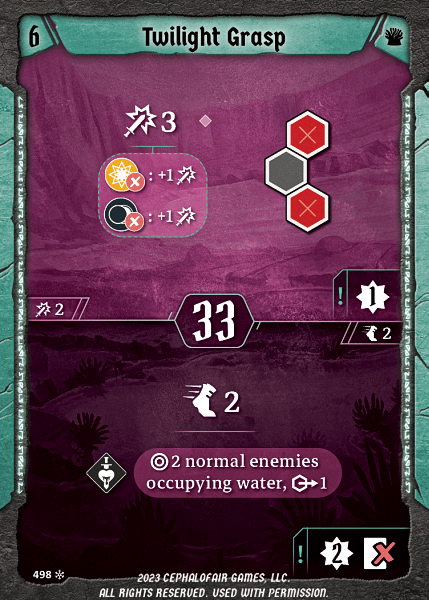 6
Twilight Grasp
3
: +1
: +1
! 1
2
33
2
2
2 normal enemies
occupying water, 1
! 2
498
2023 CEPHALOFAIR GAMES, LLC.
ALL RIGHTS RESERVED. USED WITH PERMISSION.